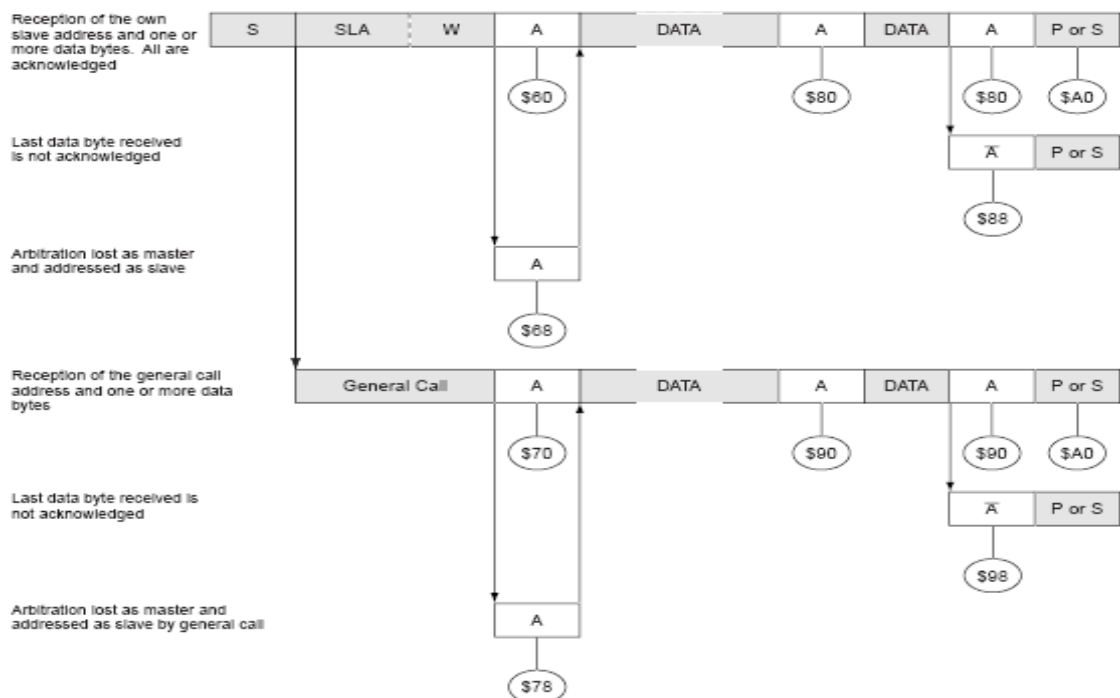 Reception of the own
slave address and one or
more data bytes. All are
acknowledged
S SLA W A DATA A DATA A P or S
$60 $80 $80 $A0
Last data byte received
is not acknowledged
A̅ P or S
$88
Arbitration lost as master
and addressed as slave
A
$68
Reception of the general call
address and one or more data
bytes
General Call A DATA A DATA A P or S
$70 $90 $90 $A0
Last data byte received is
not acknowledged
A̅ P or S
$98
Arbitration lost as master and
addressed as slave by general call
A
$78